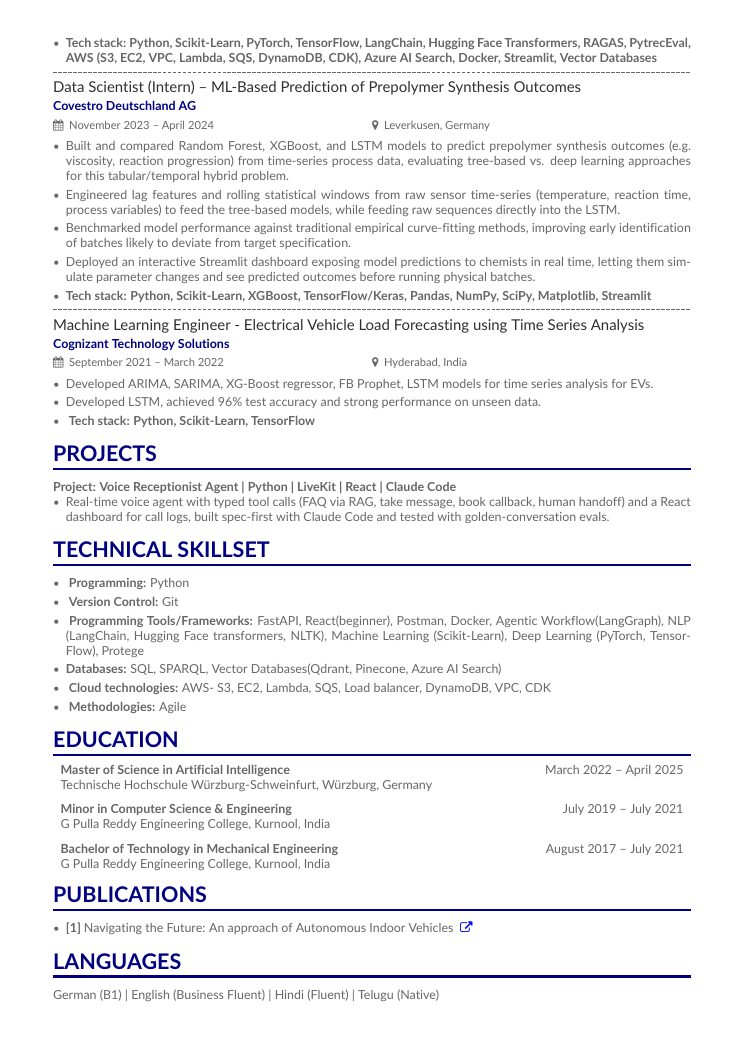 • Tech stack: Python, Scikit-Learn, PyTorch, TensorFlow, LangChain, Hugging Face Transformers, RAGAS, PytrecEval,
AWS (S3, EC2, VPC, Lambda, SQS, DynamoDB, CDK), Azure AI Search, Docker, Streamlit, Vector Databases
Data Scientist (Intern) – ML-Based Prediction of Prepolymer Synthesis Outcomes
Covestro Deutschland AG
November 2023 – April 2024 Leverkusen, Germany
• Built and compared Random Forest, XGBoost, and LSTM models to predict prepolymer synthesis outcomes (e.g.
viscosity, reaction progression) from time-series process data, evaluating tree-based vs. deep learning approaches
for this tabular/temporal hybrid problem.
• Engineered lag features and rolling statistical windows from raw sensor time-series (temperature, reaction time,
process variables) to feed the tree-based models, while feeding raw sequences directly into the LSTM.
• Benchmarked model performance against traditional empirical curve-fitting methods, improving early identification
of batches likely to deviate from target specification.
• Deployed an interactive Streamlit dashboard exposing model predictions to chemists in real time, letting them sim-
ulate parameter changes and see predicted outcomes before running physical batches.
• Tech stack: Python, Scikit-Learn, XGBoost, TensorFlow/Keras, Pandas, NumPy, SciPy, Matplotlib, Streamlit
Machine Learning Engineer - Electrical Vehicle Load Forecasting using Time Series Analysis
Cognizant Technology Solutions
September 2021 – March 2022 Hyderabad, India
• Developed ARIMA, SARIMA, XG-Boost regressor, FB Prophet, LSTM models for time series analysis for EVs.
• Developed LSTM, achieved 96% test accuracy and strong performance on unseen data.
• Tech stack: Python, Scikit-Learn, TensorFlow
PROJECTS
Project: Voice Receptionist Agent | Python | LiveKit | React | Claude Code
• Real-time voice agent with typed tool calls (FAQ via RAG, take message, book callback, human handoff) and a React
dashboard for call logs, built spec-first with Claude Code and tested with golden-conversation evals.
TECHNICAL SKILLSET
• Programming: Python
• Version Control: Git
• Programming Tools/Frameworks: FastAPI, React(beginner), Postman, Docker, Agentic Workflow(LangGraph), NLP
(LangChain, Hugging Face transformers, NLTK), Machine Learning (Scikit-Learn), Deep Learning (PyTorch, Tensor-
Flow), Protege
• Databases: SQL, SPARQL, Vector Databases(Qdrant, Pinecone, Azure AI Search)
• Cloud technologies: AWS- S3, EC2, Lambda, SQS, Load balancer, DynamoDB, VPC, CDK
• Methodologies: Agile
EDUCATION
Master of Science in Artificial Intelligence March 2022 – April 2025
Technische Hochschule Würzburg-Schweinfurt, Würzburg, Germany
Minor in Computer Science & Engineering July 2019 – July 2021
G Pulla Reddy Engineering College, Kurnool, India
Bachelor of Technology in Mechanical Engineering August 2017 – July 2021
G Pulla Reddy Engineering College, Kurnool, India
PUBLICATIONS
• [1] Navigating the Future: An approach of Autonomous Indoor Vehicles
LANGUAGES
German (B1) | English (Business Fluent) | Hindi (Fluent) | Telugu (Native)